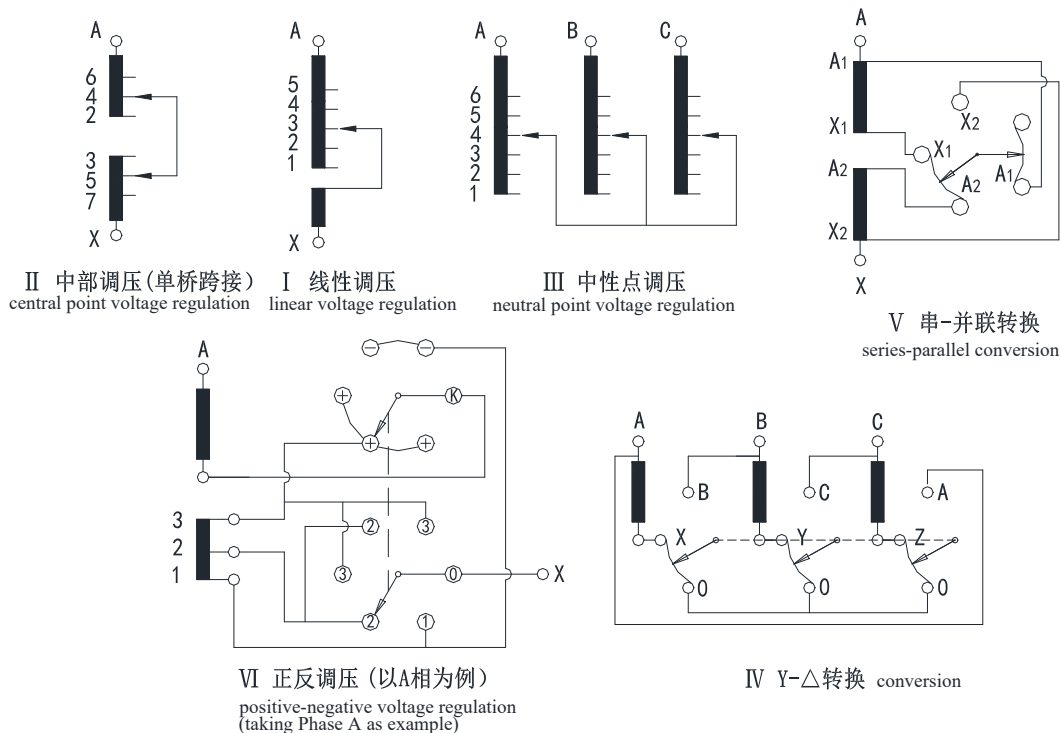 A
6
4
2
3
5
7
X
Ⅱ 中部调压(单桥跨接)
central point voltage regulation
A
5
4
3
2
1
X
Ⅰ 线性调压
linear voltage regulation
A B C
6
5
4
3
2
1
Ⅲ 中性点调压
neutral point voltage regulation
A
A1
X1
A2
X2
X
X2
X1
A2
A1
Ⅴ 串-并联转换
series-parallel conversion
A
3
2
1
− −
+ K
+ +
2 3
3 0 X
2 1
Ⅵ 正反调压(以A相为例)
positive-negative voltage regulation
(taking Phase A as example)
A B C
B C A
X Y Z
0 0 0
Ⅳ Y-△转换 conversion